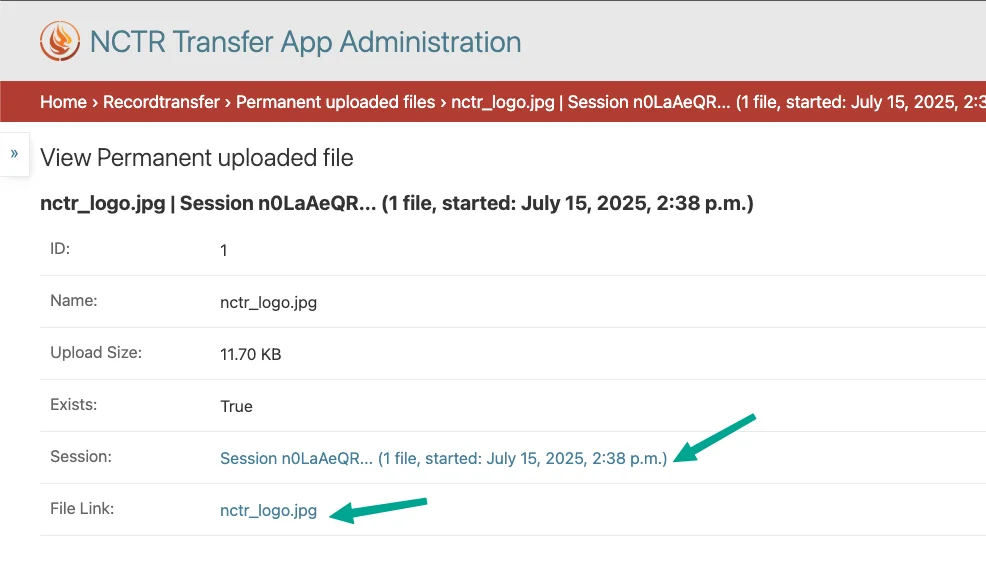 NCTR Transfer App Administration
Home › Recordtransfer › Permanent uploaded files › nctr_logo.jpg | Session n0LaAeQR... (1 file, started: July 15, 2025, 2:3
»
View Permanent uploaded file
nctr_logo.jpg | Session n0LaAeQR... (1 file, started: July 15, 2025, 2:38 p.m.)
ID: 1
Name: nctr_logo.jpg
Upload Size: 11.70 KB
Exists: True
Session: Session n0LaAeQR... (1 file, started: July 15, 2025, 2:38 p.m.)
File Link: nctr_logo.jpg